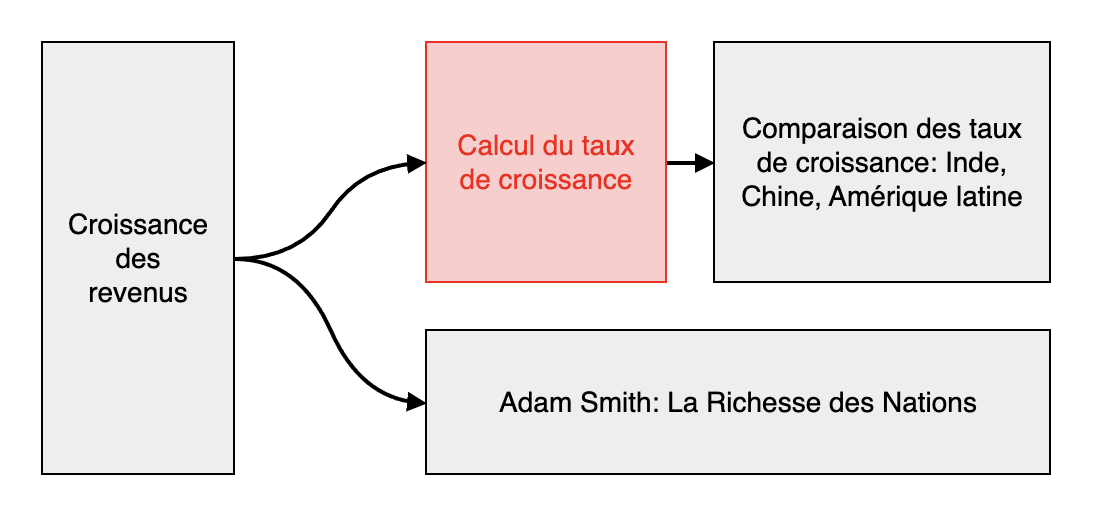 Croissance
des
revenus
Calcul du taux
de croissance
Comparaison des taux
de croissance: Inde,
Chine, Amérique latine
Adam Smith: La Richesse des Nations